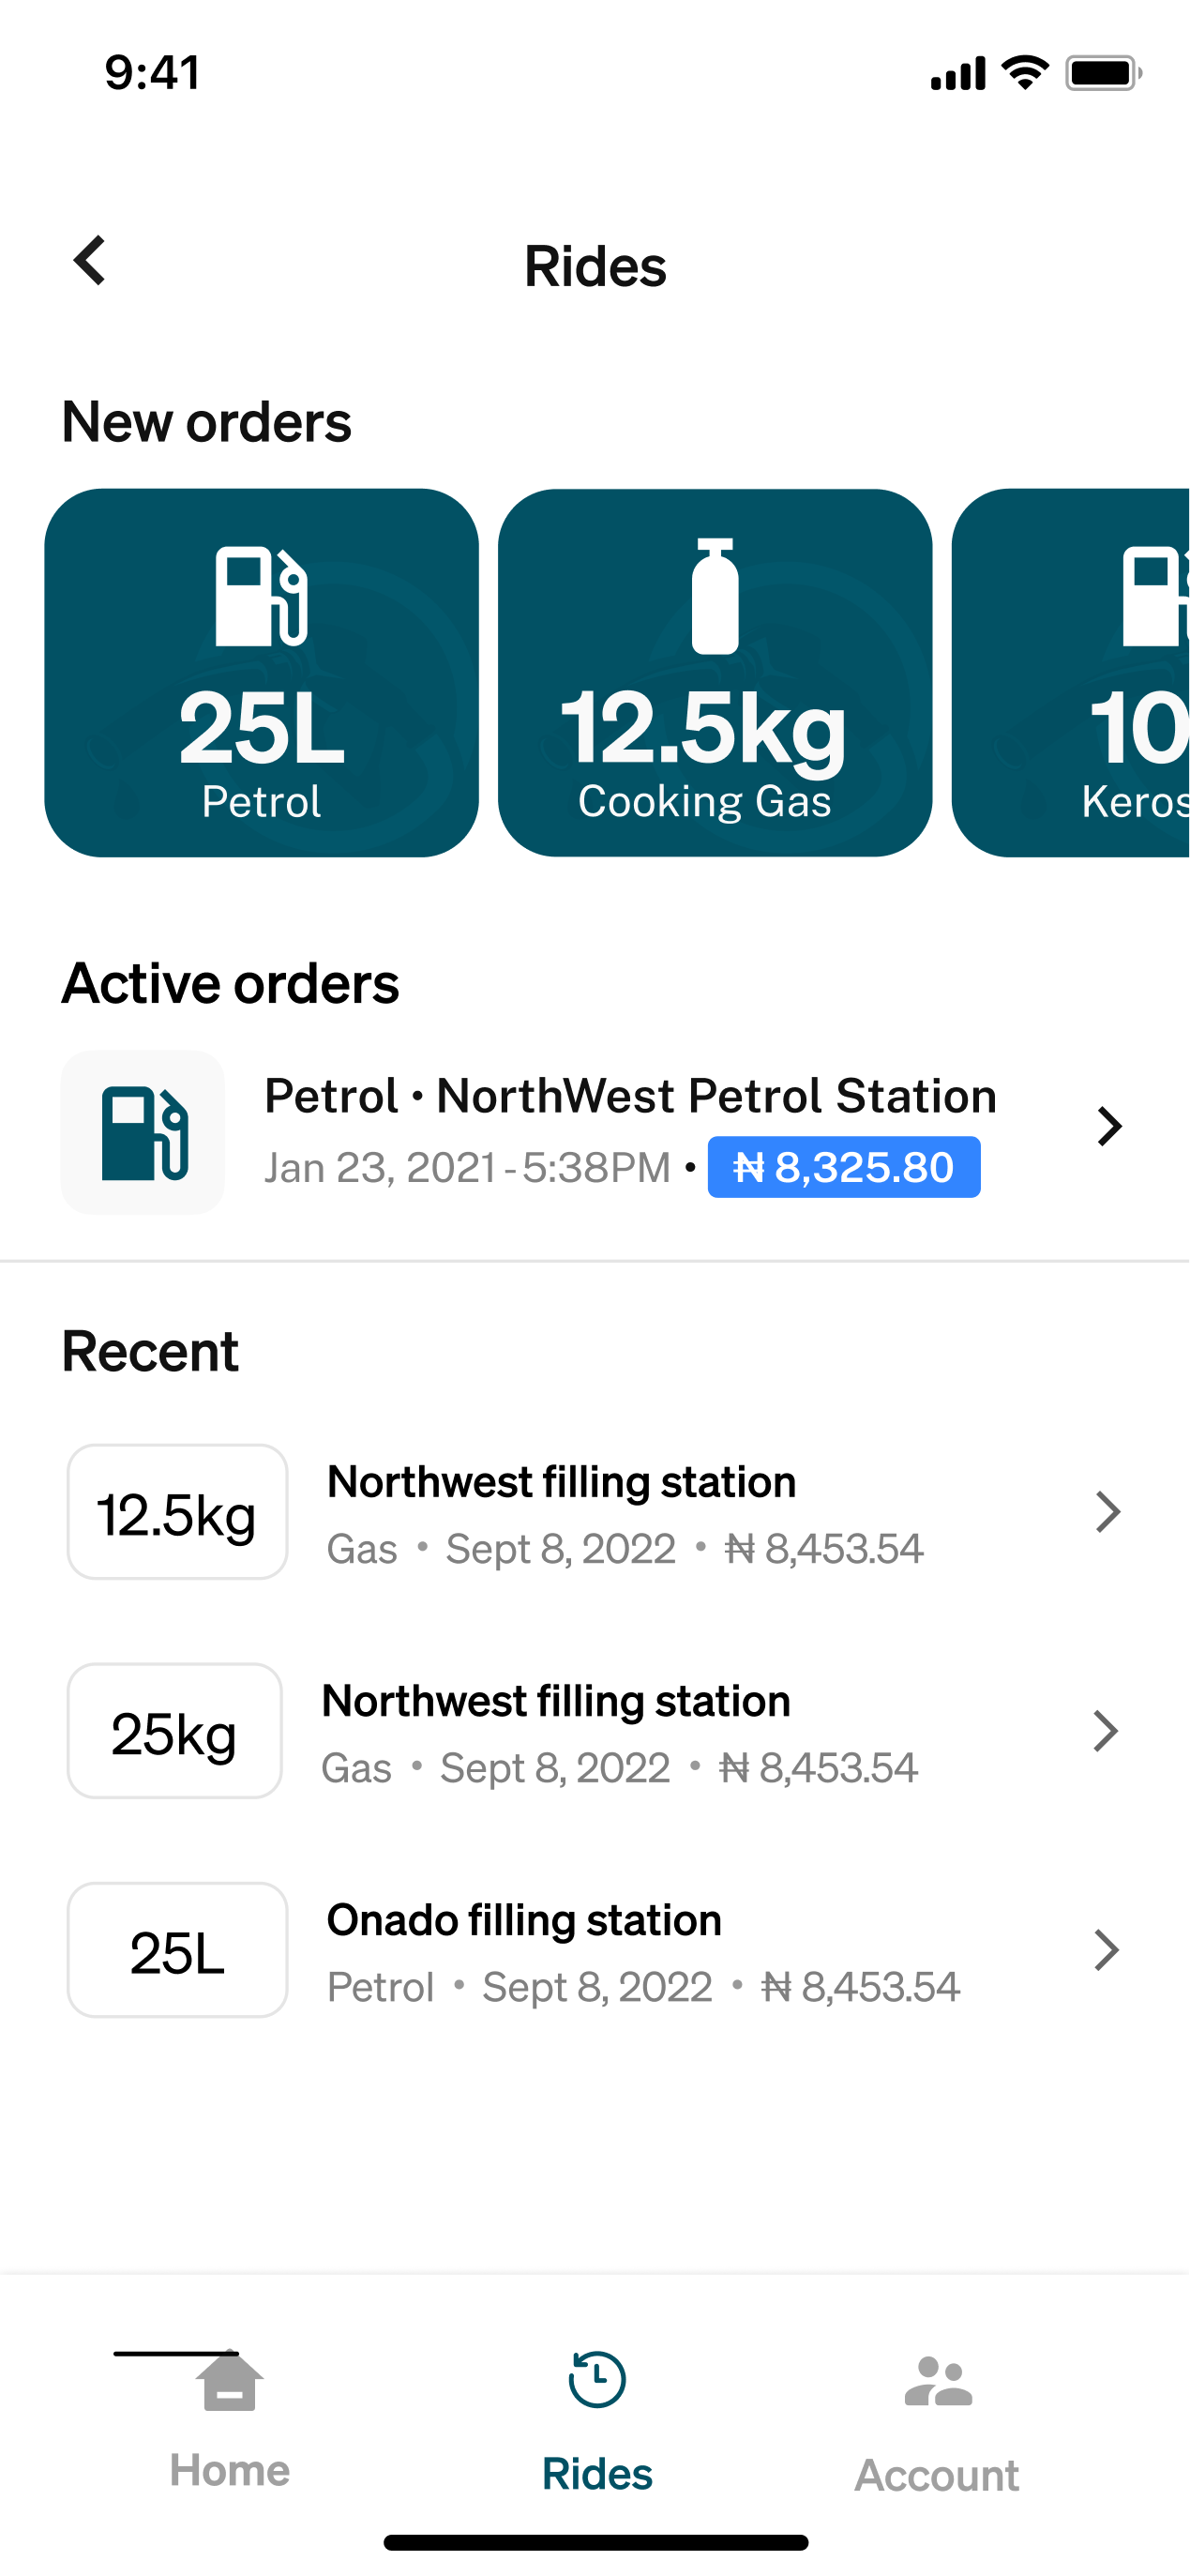 9:41
Rides
New orders
25L
Petrol
12.5kg
Cooking Gas
10
Keros
Active orders
Petrol • NorthWest Petrol Station
Jan 23, 2021 - 5:38PM • ₦ 8,325.80
Recent
12.5kg
Northwest filling station
Gas • Sept 8, 2022 • ₦ 8,453.54
25kg
Northwest filling station
Gas • Sept 8, 2022 • ₦ 8,453.54
25L
Onado filling station
Petrol • Sept 8, 2022 • ₦ 8,453.54
Home
Rides
Account